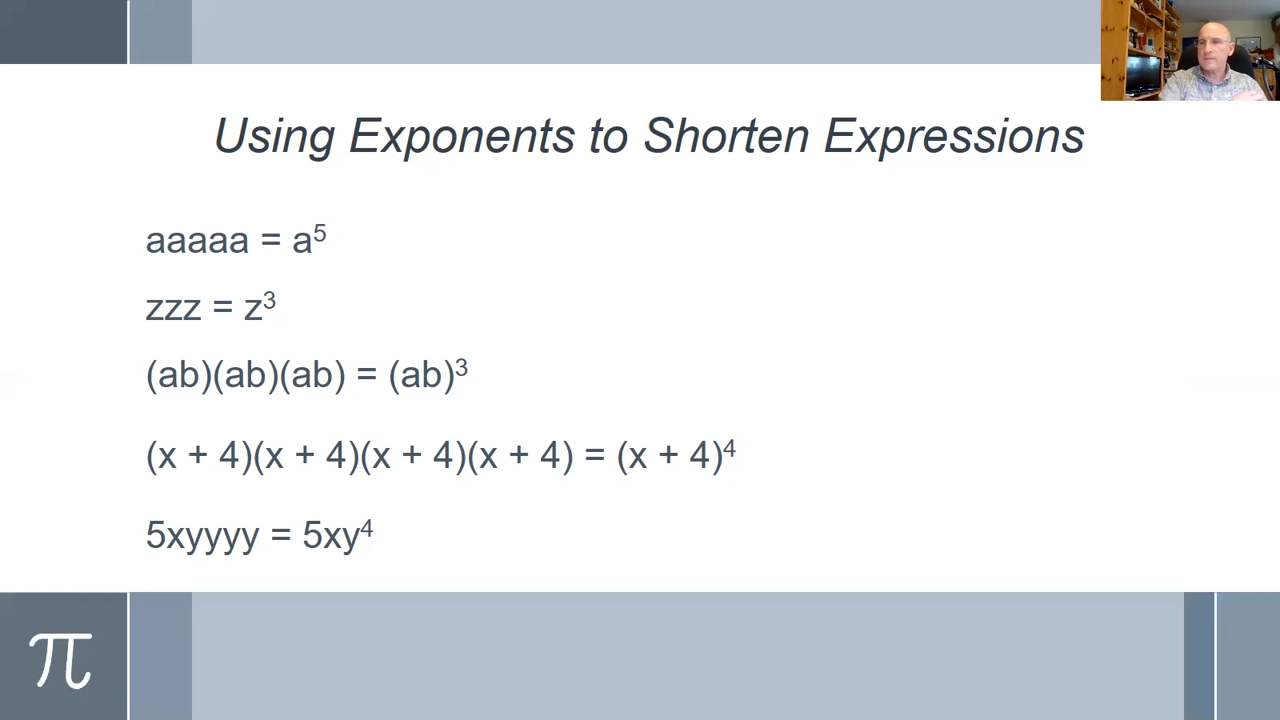 Using Exponents to Shorten Expressions
aaaaa = a⁵
zzz = z³
(ab)(ab)(ab) = (ab)³
(x + 4)(x + 4)(x + 4)(x + 4) = (x + 4)⁴
5xyyyy = 5xy⁴
π